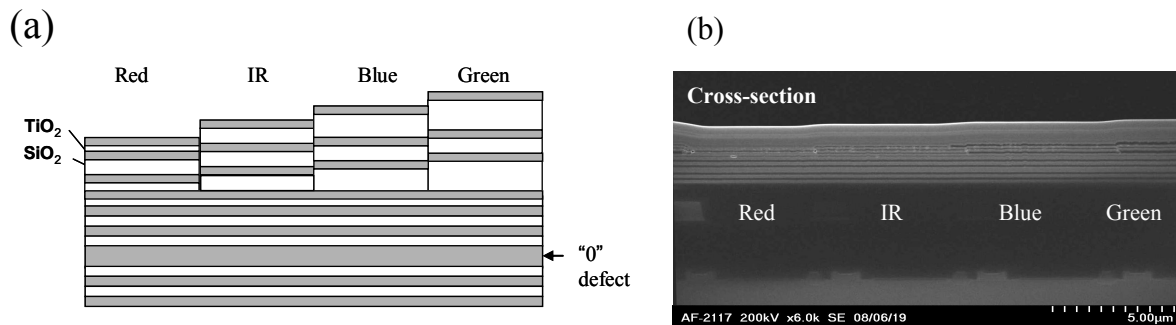 (a)
Red IR Blue Green
TiO₂
SiO₂
“0”
defect
(b)
Cross-section
Red IR Blue Green
AF-2117 200kV x6.0k SE 08/06/19 5.00μm